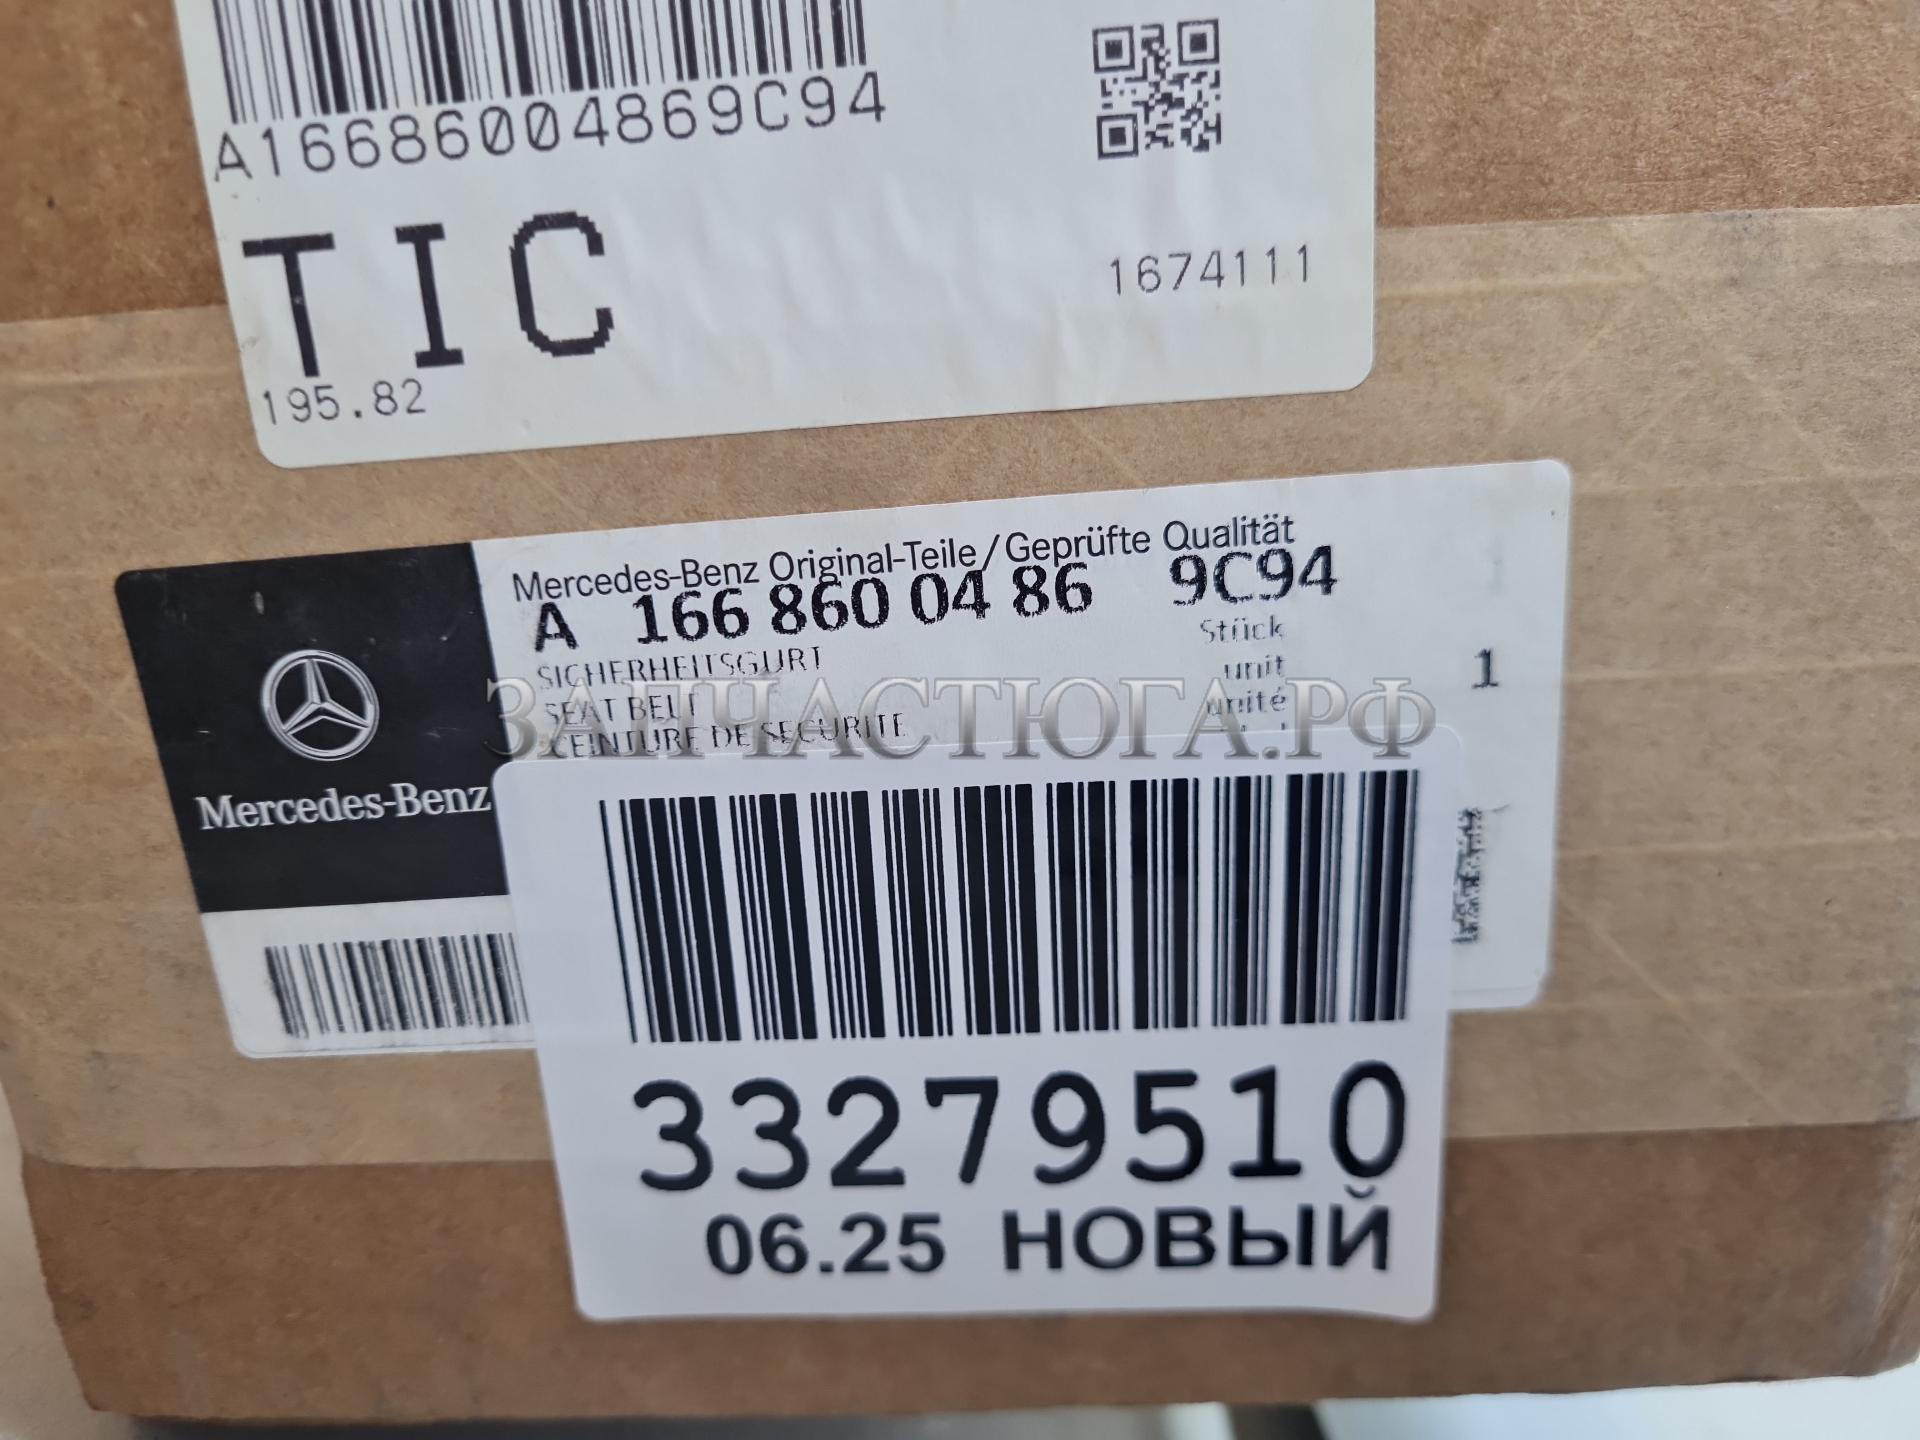 A16686004869C94
TIC
1674111
195.82
Mercedes-Benz Original-Teile/Geprüfte Qualität
A 166 860 04 86 9C94
SICHERHEITSGURT
Stück
SEAT BELT
unit
1
CEINTURE DE SECURITE
unité
ЗАПЧАСТЮГА.РФ
Mercedes-Benz
33279510
06.25 НОВЫЙ